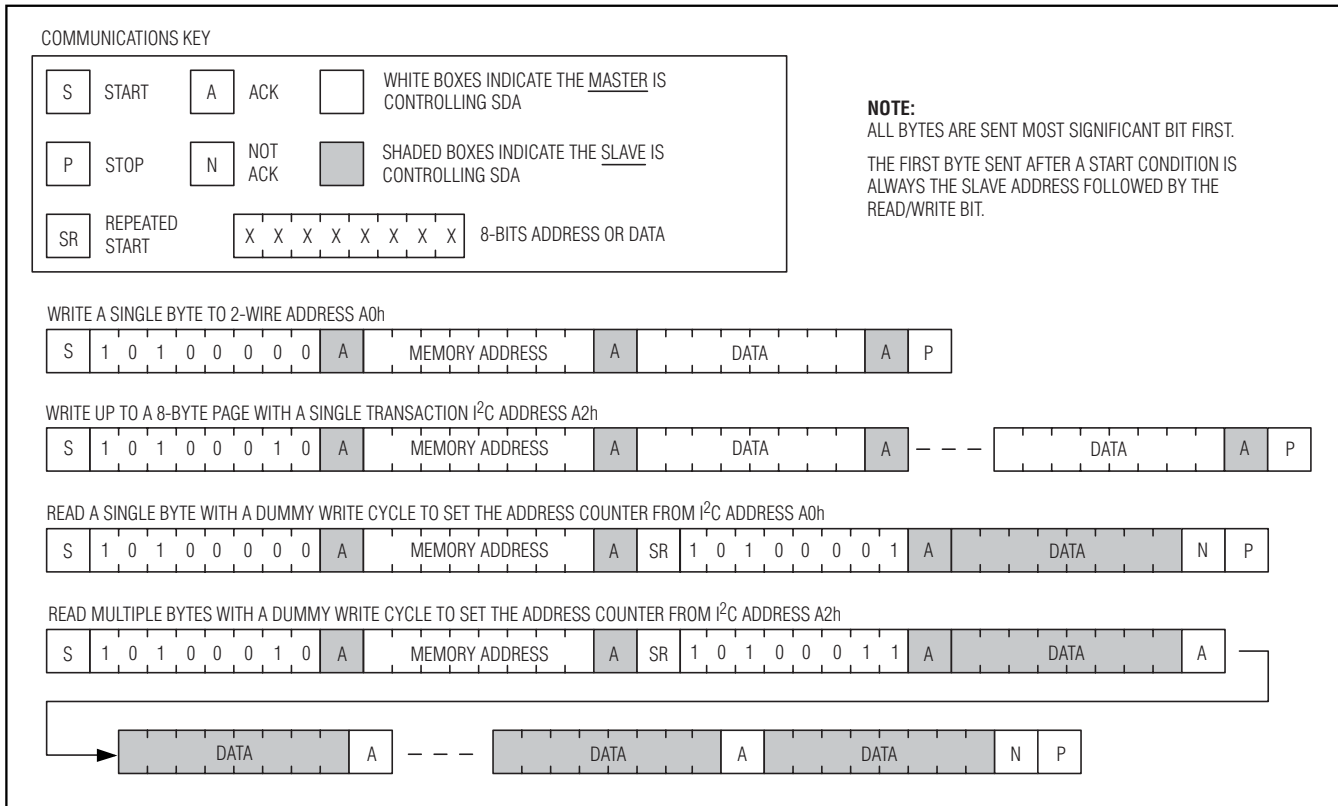 COMMUNICATIONS KEY
S START A ACK WHITE BOXES INDICATE THE MASTER IS
CONTROLLING SDA
P STOP N NOT
ACK SHADED BOXES INDICATE THE SLAVE IS
CONTROLLING SDA
SR REPEATED
START X X X X X X X X 8-BITS ADDRESS OR DATA
NOTE:
ALL BYTES ARE SENT MOST SIGNIFICANT BIT FIRST.
THE FIRST BYTE SENT AFTER A START CONDITION IS
ALWAYS THE SLAVE ADDRESS FOLLOWED BY THE
READ/WRITE BIT.
WRITE A SINGLE BYTE TO 2-WIRE ADDRESS A0h
S 1 0 1 0 0 0 0 0 A MEMORY ADDRESS A DATA A P
WRITE UP TO A 8-BYTE PAGE WITH A SINGLE TRANSACTION I²C ADDRESS A2h
S 1 0 1 0 0 0 1 0 A MEMORY ADDRESS A DATA A DATA A P
READ A SINGLE BYTE WITH A DUMMY WRITE CYCLE TO SET THE ADDRESS COUNTER FROM I²C ADDRESS A0h
S 1 0 1 0 0 0 0 0 A MEMORY ADDRESS A SR 1 0 1 0 0 0 0 1 A DATA N P
READ MULTIPLE BYTES WITH A DUMMY WRITE CYCLE TO SET THE ADDRESS COUNTER FROM I²C ADDRESS A2h
S 1 0 1 0 0 0 1 0 A MEMORY ADDRESS A SR 1 0 1 0 0 0 1 1 A DATA A
DATA A DATA A DATA N P